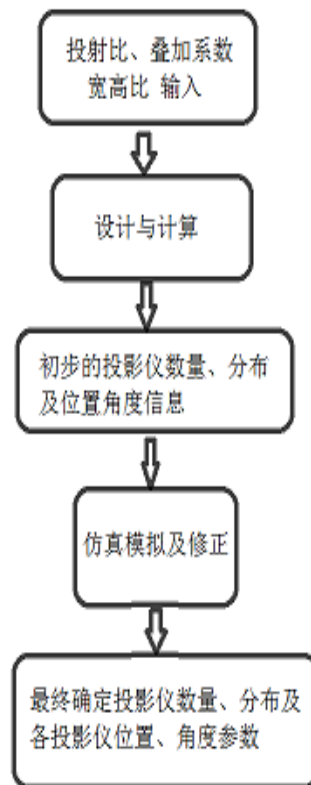 投射比、叠加系数
宽高比 输入
设计与计算
初步的投影仪数量、分布
及位置角度信息
仿真模拟及修正
最终确定投影仪数量、分布及
各投影仪位置、角度参数